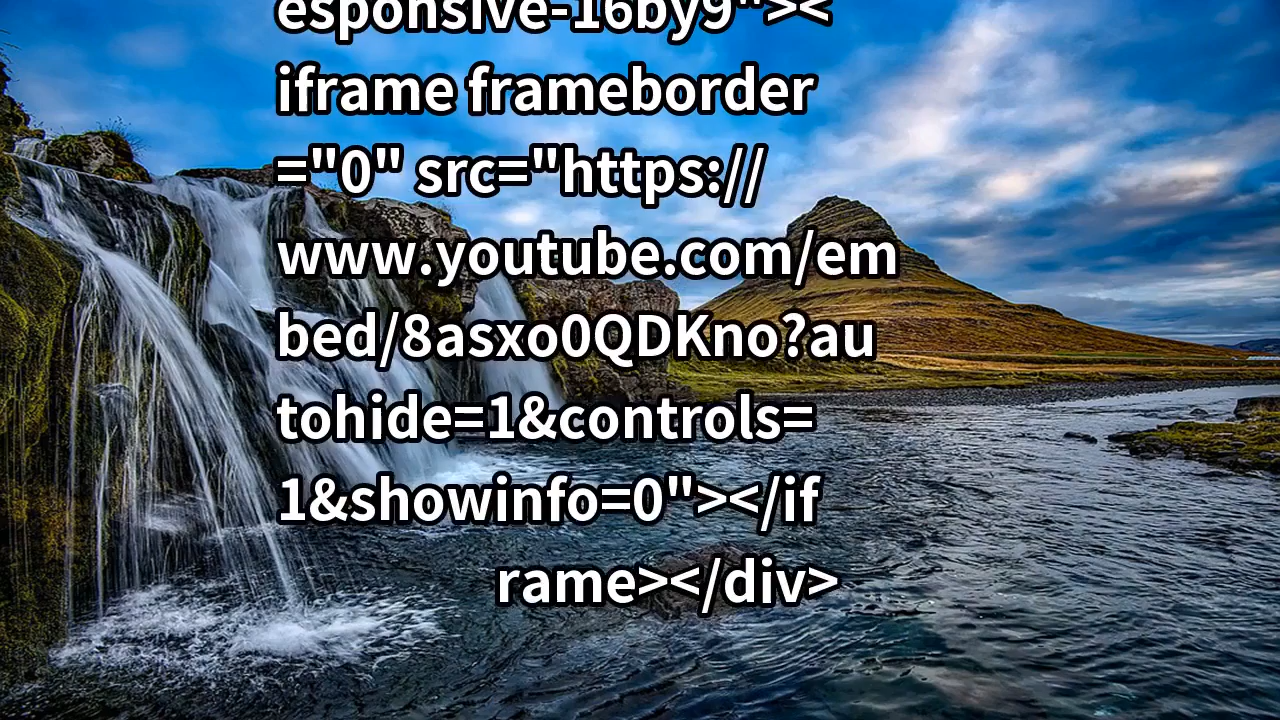 esponsive-16by9"><
iframe frameborder
="0" src="https://
www.youtube.com/em
bed/8asxo0QDKno?au
tohide=1&controls=
1&showinfo=0"></if
rame></div>